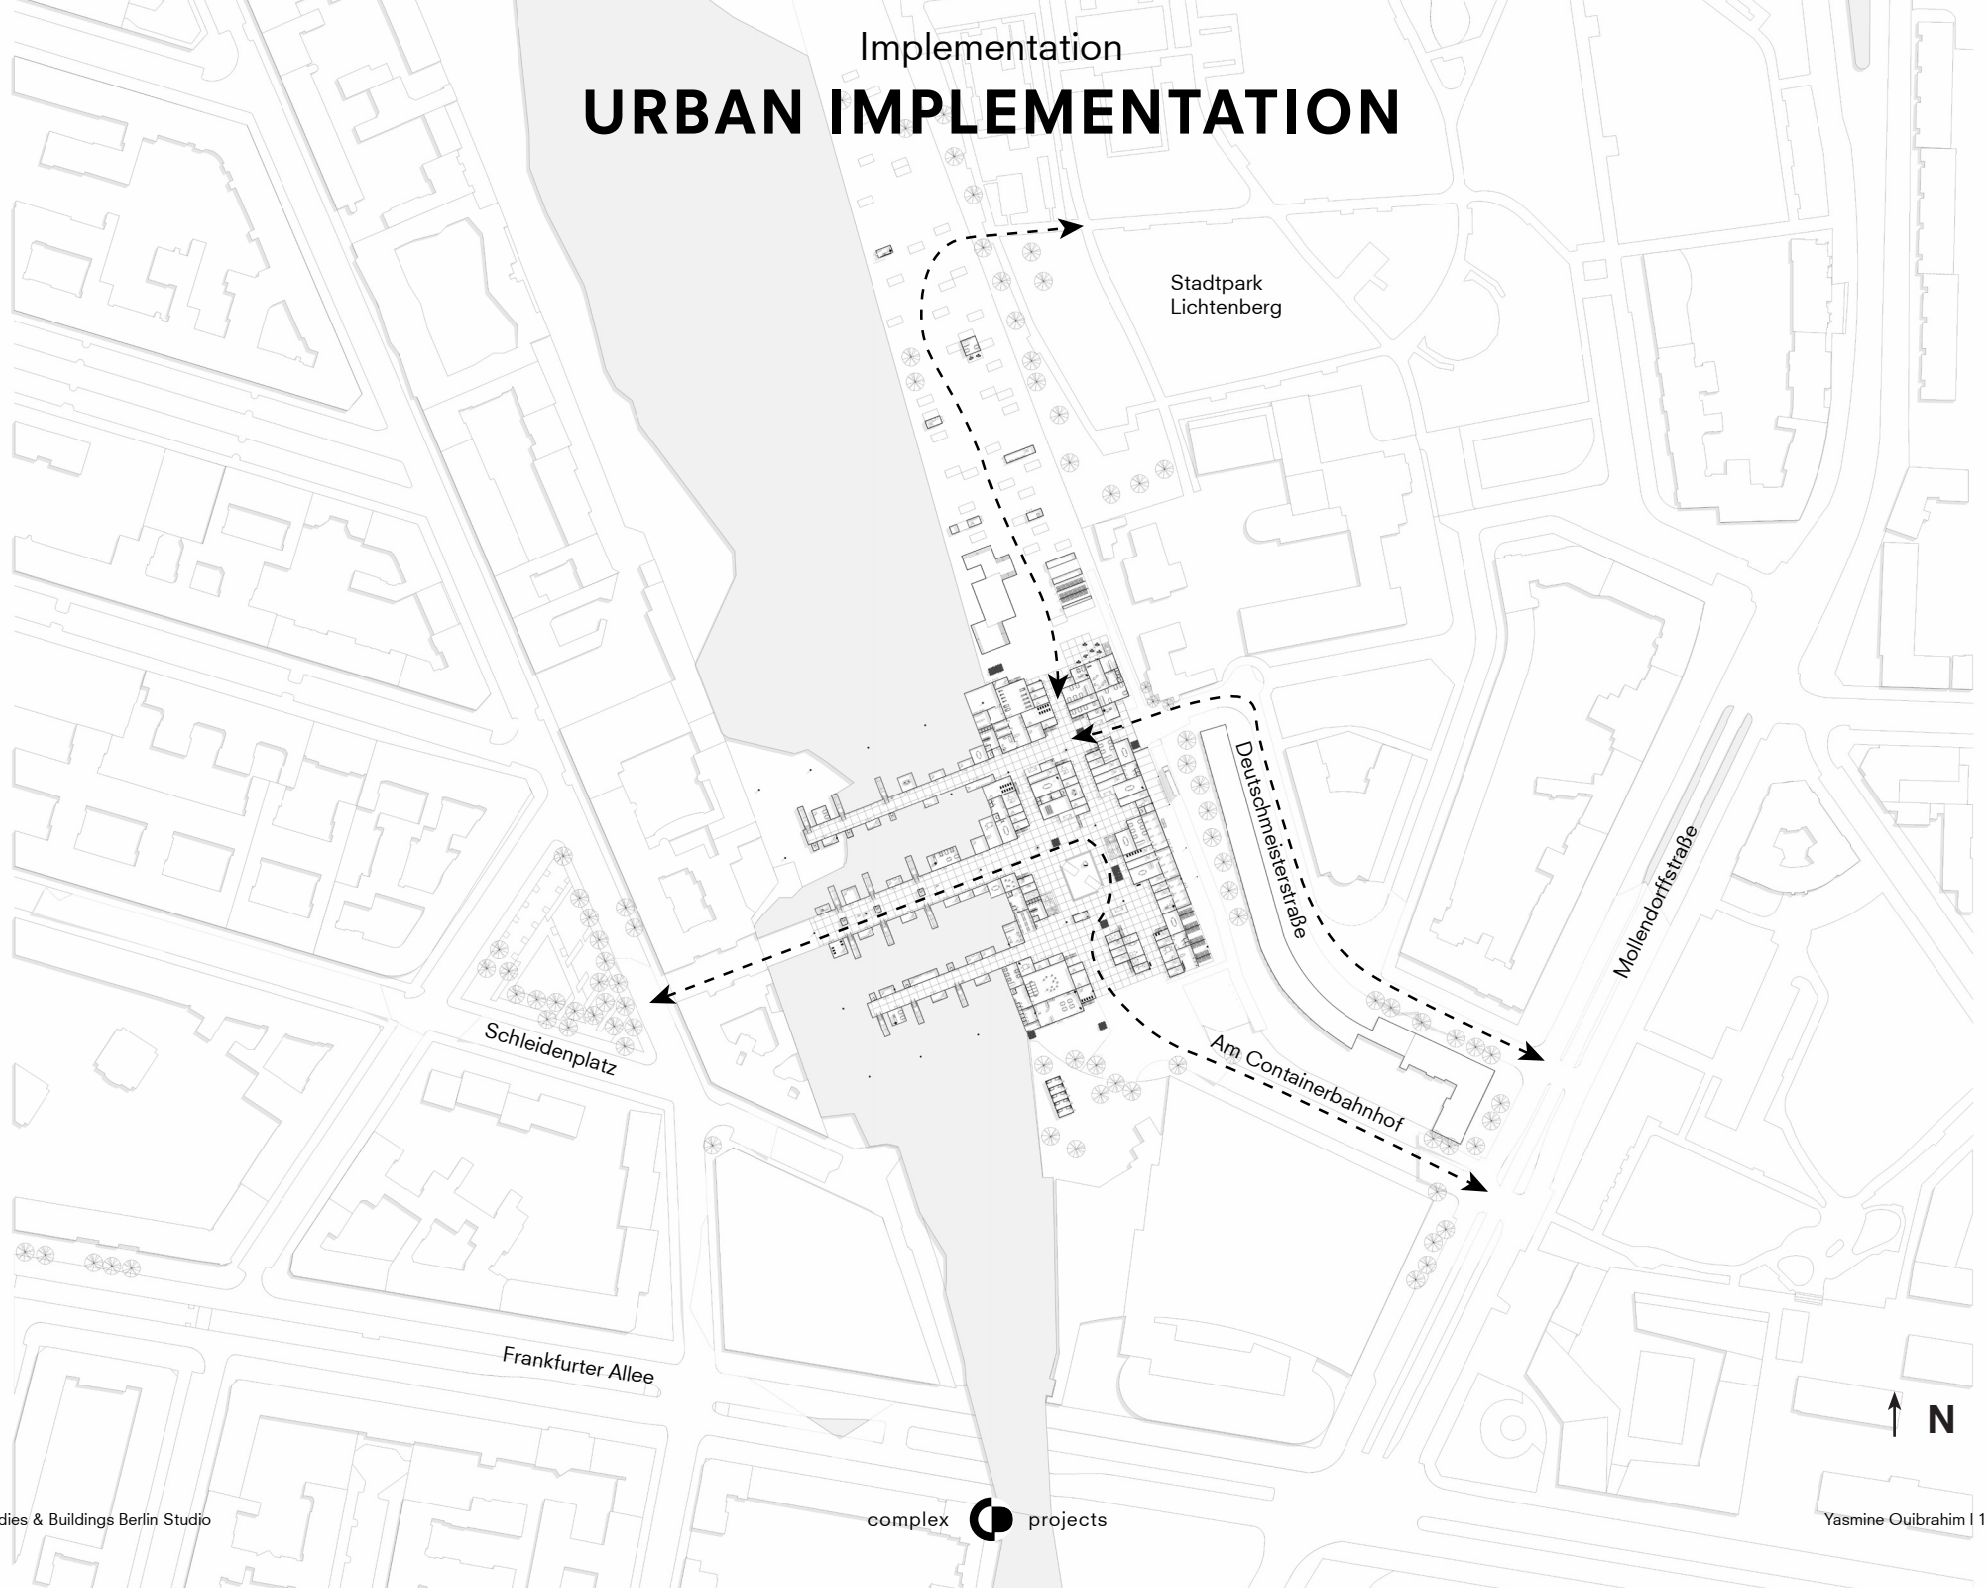 Implementation
URBAN IMPLEMENTATION
Stadtpark
Lichtenberg
Deutschmeisterstraße
Mollendorffstraße
Schleidenplatz
Am Containerbahnhof
Frankfurter Allee
N
& Buildings Berlin Studio
complex projects
Yasmine Ouibrahim I 1